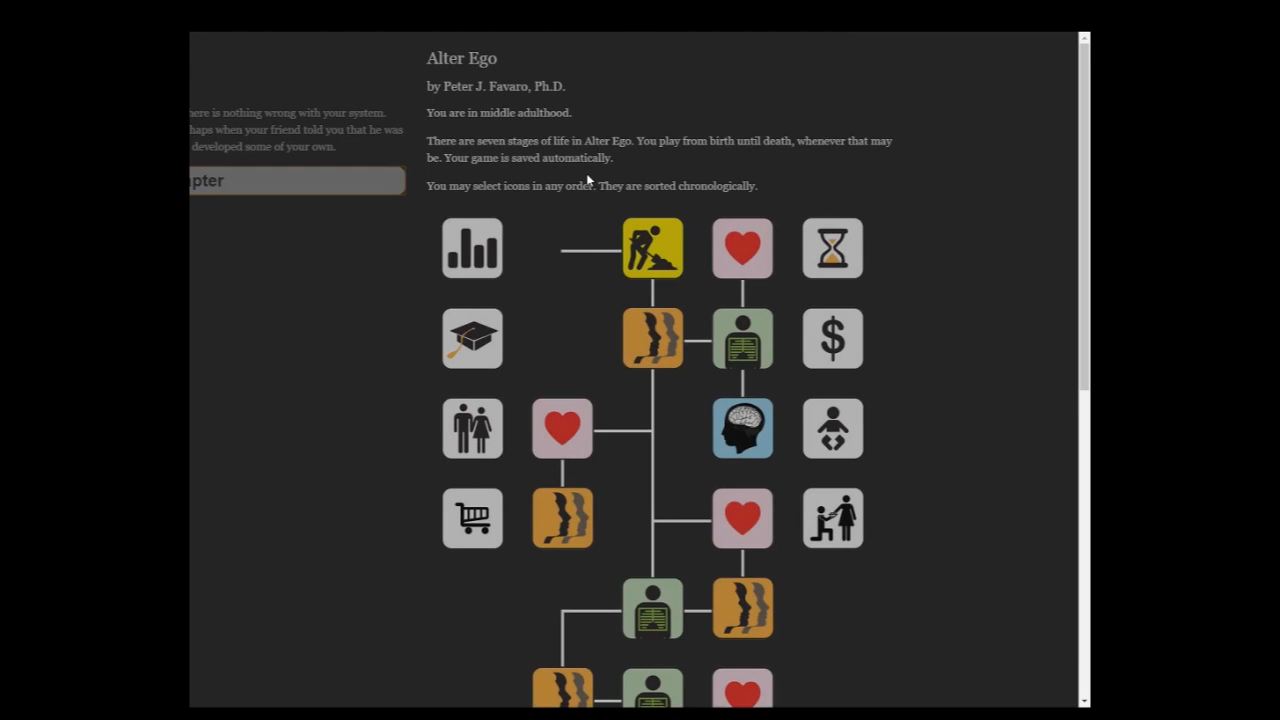 Alter Ego
by Peter J. Favaro, Ph.D.
here is nothing wrong with your system.
You are in middle adulthood.
haps when your friend told you that he was
developed some of your own.
There are seven stages of life in Alter Ego. You play from birth until death, whenever that may
be. Your game is saved automatically.
You may select icons in any order. They are sorted chronologically.
pter
$